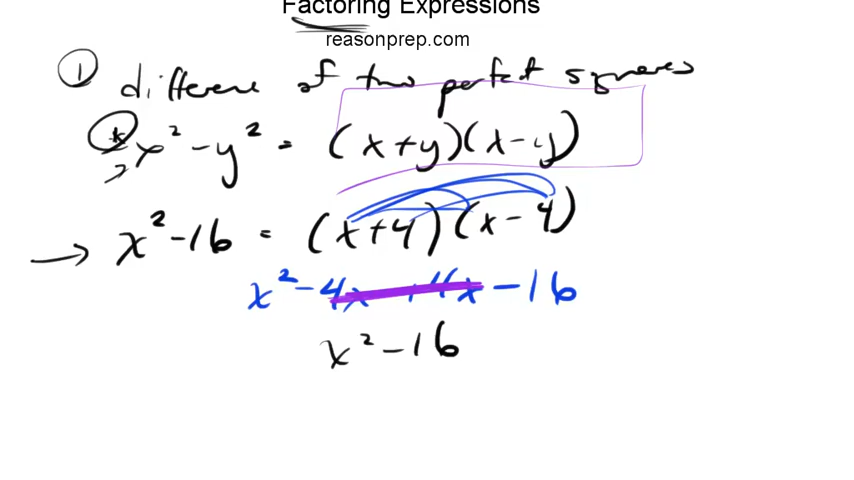 Factoring Expressions
reasonprep.com
① difference of two perfect squares
* x² - y² = (x+y)(x-y)
→ x² - 16 = (x+4)(x-4)
x² - 4x + 4x - 16
x² - 16